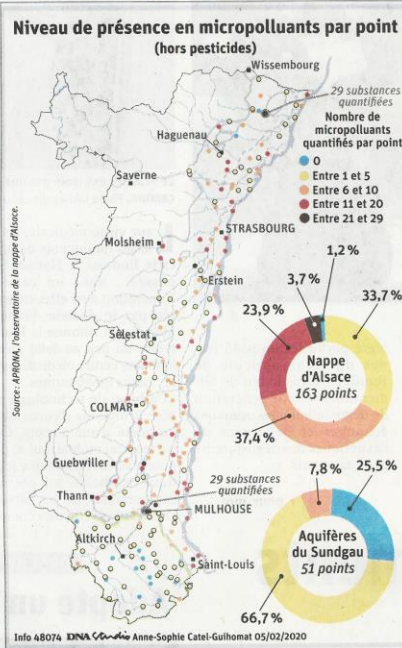 Niveau de présence en micropolluants par point
(hors pesticides)
Wissembourg
29 substances
quantifiées
Nombre de
micropolluants
quantifiés par point
0
Entre 1 et 5
Entre 6 et 10
Entre 11 et 20
Entre 21 et 29
Haguenau
Saverne
STRASBOURG
Molsheim
Erstein
Sélestat
COLMAR
Guebwiller
Thann
29 substances
quantifiées
MULHOUSE
Altkirch
Saint-Louis
1,2 %
3,7 %
33,7 %
23,9 %
37,4 %
Nappe
d'Alsace
163 points
7,8 %
25,5 %
66,7 %
Aquifères
du Sundgau
51 points
Source : APRONA, l'observatoire de la nappe d'Alsace.
Info 48074 DNA Vandio Anne-Sophie Catel-Guihomat 05/02/2020